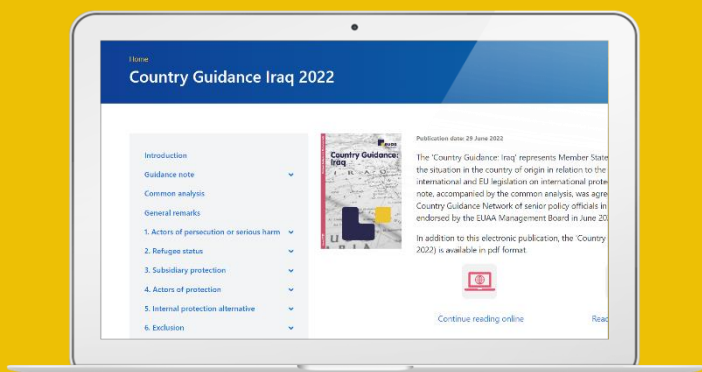 Home
Country Guidance Iraq 2022
Introduction
Guidance note
Common analysis
General remarks
1. Actors of persecution or serious harm
2. Refugee status
3. Subsidiary protection
4. Actors of protection
5. Internal protection alternative
6. Exclusion
Country Guidance:
Iraq
Publication date: 29 June 2022
The 'Country Guidance: Iraq' represents Member State
the situation in the country of origin in relation to the
international and EU legislation on international prote
note, accompanied by the common analysis, was agre
Country Guidance Network of senior policy officials in
endorsed by the EUAA Management Board in June 20
In addition to this electronic publication, the 'Country
2022) is available in pdf format.
Continue reading online
Read